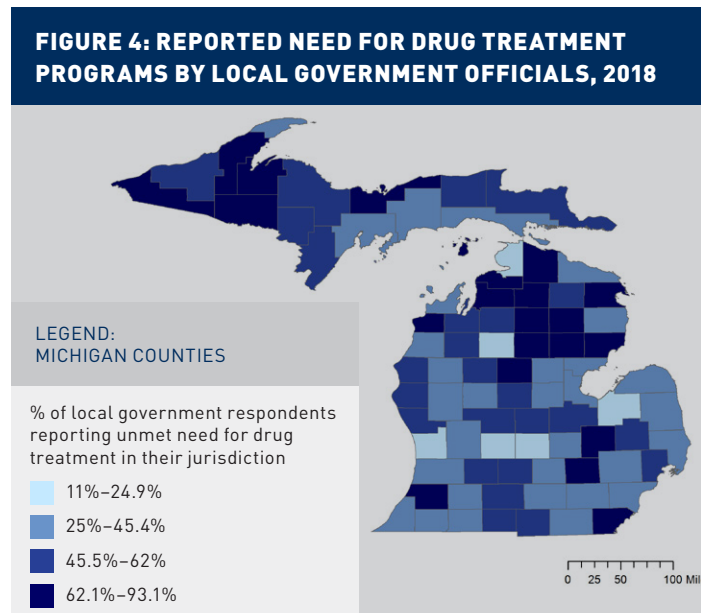 FIGURE 4: REPORTED NEED FOR DRUG TREATMENT
PROGRAMS BY LOCAL GOVERNMENT OFFICIALS, 2018
LEGEND:
MICHIGAN COUNTIES
% of local government respondents
reporting unmet need for drug
treatment in their jurisdiction
11%–24.9%
25%–45.4%
45.5%–62%
62.1%–93.1%
0 25 50 100 Mil